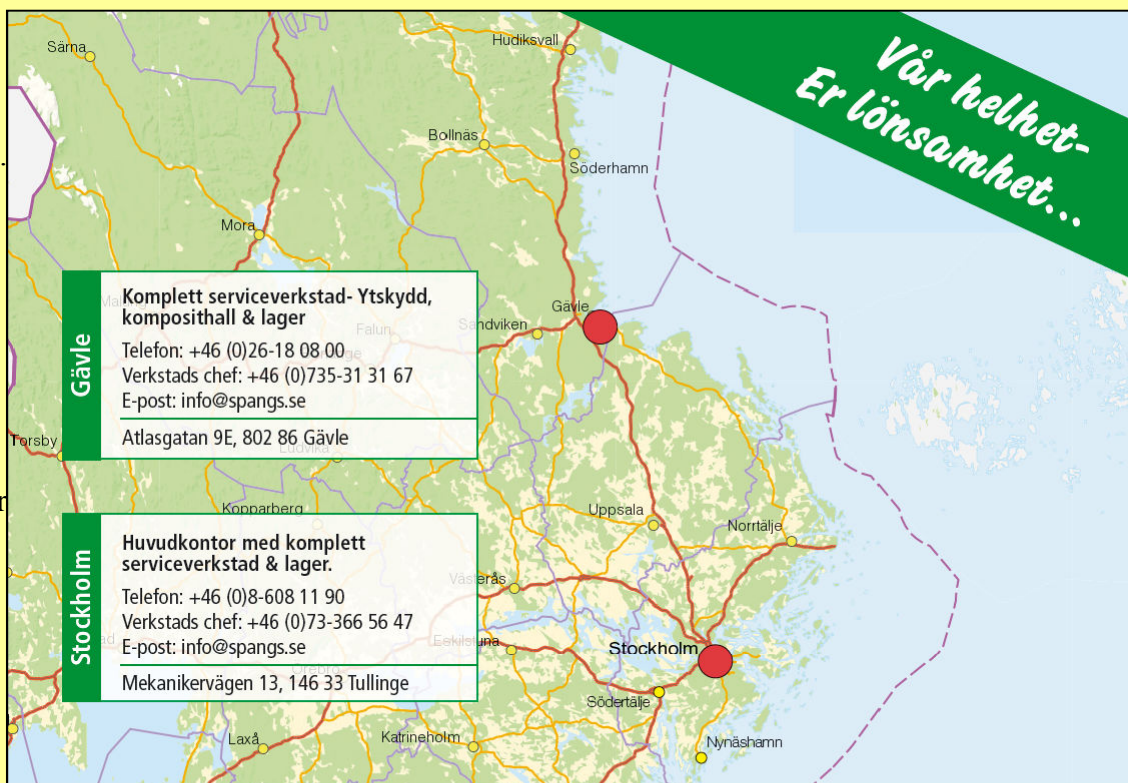 Vår helhet-
Er lönsamhet...
Särna
Hudiksvall
Bollnäs
Söderhamn
Mora
Gävle
Sandviken
Falun
Gävle
Komplett serviceverkstad- Ytskydd,
komposithall & lager
Telefon: +46 (0)26-18 08 00
Verkstads chef: +46 (0)735-31 31 67
E-post: info@spangs.se
Atlasgatan 9E, 802 86 Gävle
Torsby
Ludvika
Kopparberg
Uppsala
Norrtälje
Stockholm
Huvudkontor med komplett
serviceverkstad & lager.
Telefon: +46 (0)8-608 11 90
Verkstads chef: +46 (0)73-366 56 47
E-post: info@spangs.se
Mekanikervägen 13, 146 33 Tullinge
Västerås
Eskilstuna
Stockholm
Örebro
Södertälje
Laxå
Katrineholm
Nynäshamn